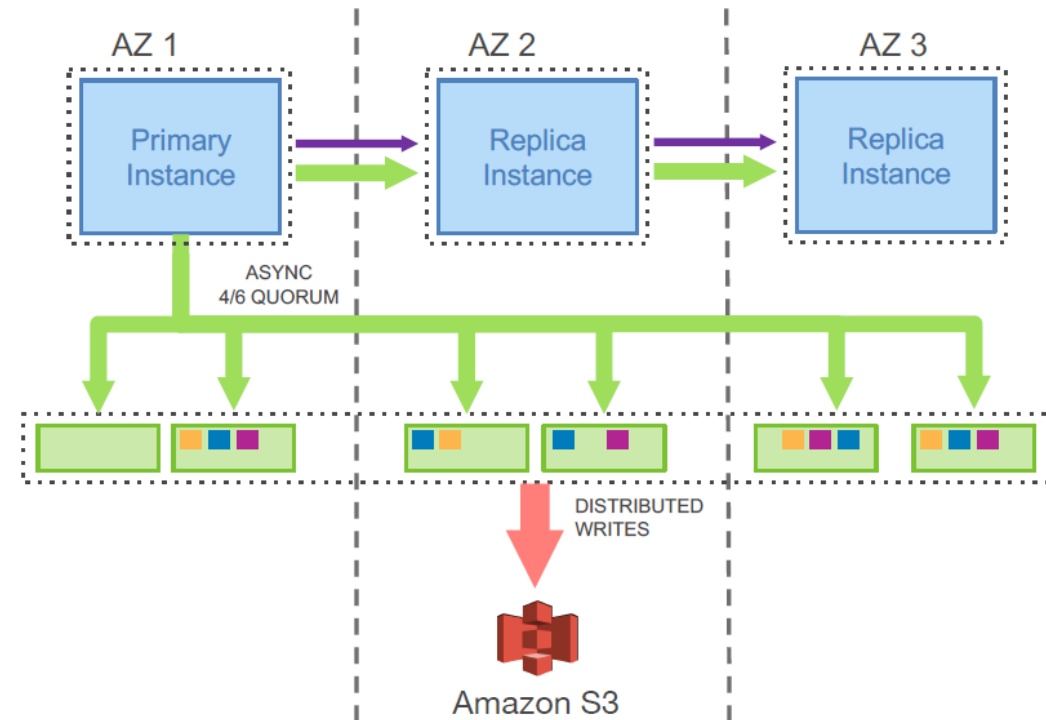 AZ 1
AZ 2
AZ 3
Primary
Instance
Replica
Instance
Replica
Instance
ASYNC
4/6 QUORUM
DISTRIBUTED
WRITES
Amazon S3